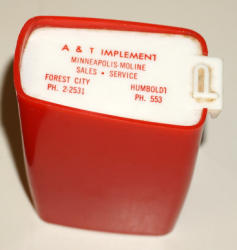 A & T IMPLEMENT
MINNEAPOLIS-MOLINE
SALES • SERVICE
FOREST CITY HUMBOLDT
PH. 2-2531 PH. 553